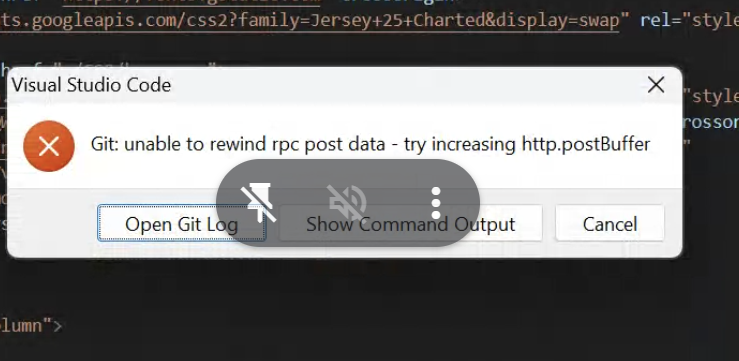 ts.googleapis.com/css2?family=Jersey+25+Charted&display=swap" rel="style
Visual Studio Code
"style
rosson
Git: unable to rewind rpc post data - try increasing http.postBuffer
Open Git Log
Show Command Output
Cancel
lumn">